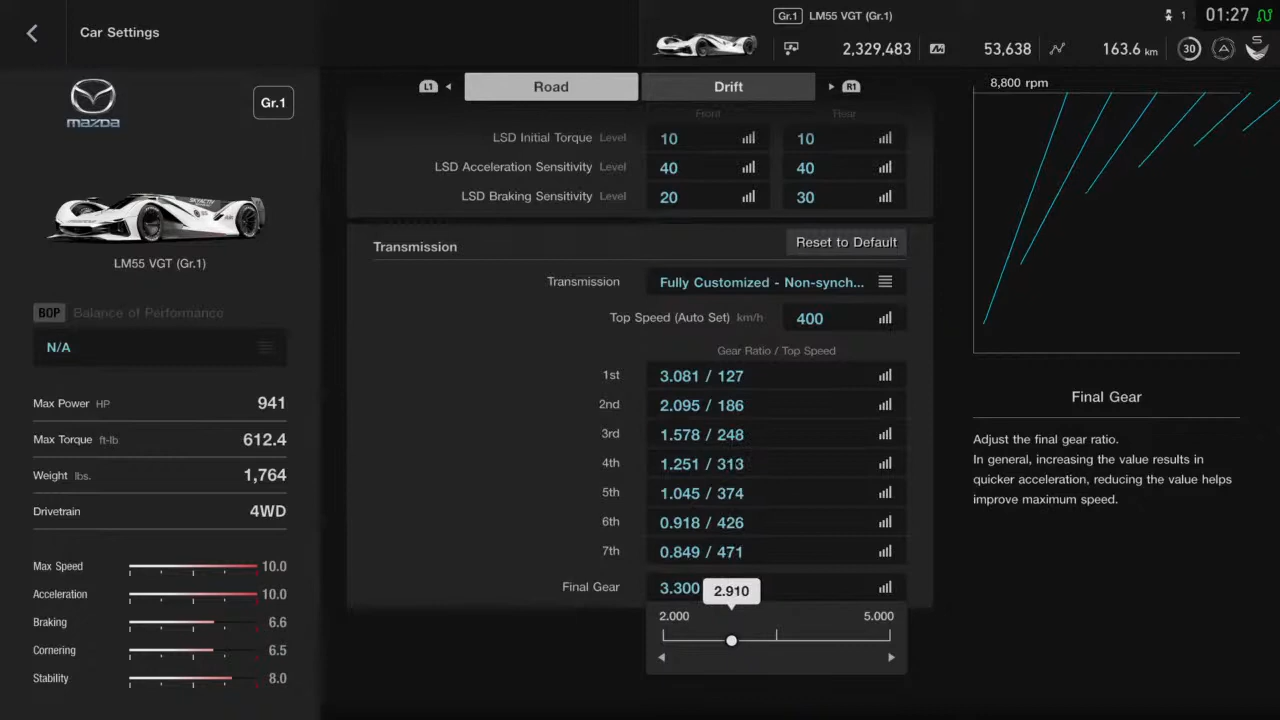 Car Settings
Gr.1 LM55 VGT (Gr.1)
1 01:27
2,329,483 53,638 163.6 km 30 S
mazda
Gr.1
LM55 VGT (Gr.1)
BOP Balance of Performance
N/A
Max Power HP 941
Max Torque ft-lb 612.4
Weight lbs. 1,764
Drivetrain 4WD
Max Speed 10.0
Acceleration 10.0
Braking 6.6
Cornering 6.5
Stability 8.0
L1 Road Drift R1
Front Rear
LSD Initial Torque Level 10 10
LSD Acceleration Sensitivity Level 40 40
LSD Braking Sensitivity Level 20 30
Transmission Reset to Default
Transmission Fully Customized - Non-synch...
Top Speed (Auto Set) km/h 400
Gear Ratio / Top Speed
1st 3.081 / 127
2nd 2.095 / 186
3rd 1.578 / 248
4th 1.251 / 313
5th 1.045 / 374
6th 0.918 / 426
7th 0.849 / 471
Final Gear 3.300
2.910
2.000 5.000
8,800 rpm
Final Gear
Adjust the final gear ratio.
In general, increasing the value results in
quicker acceleration, reducing the value helps
improve maximum speed.